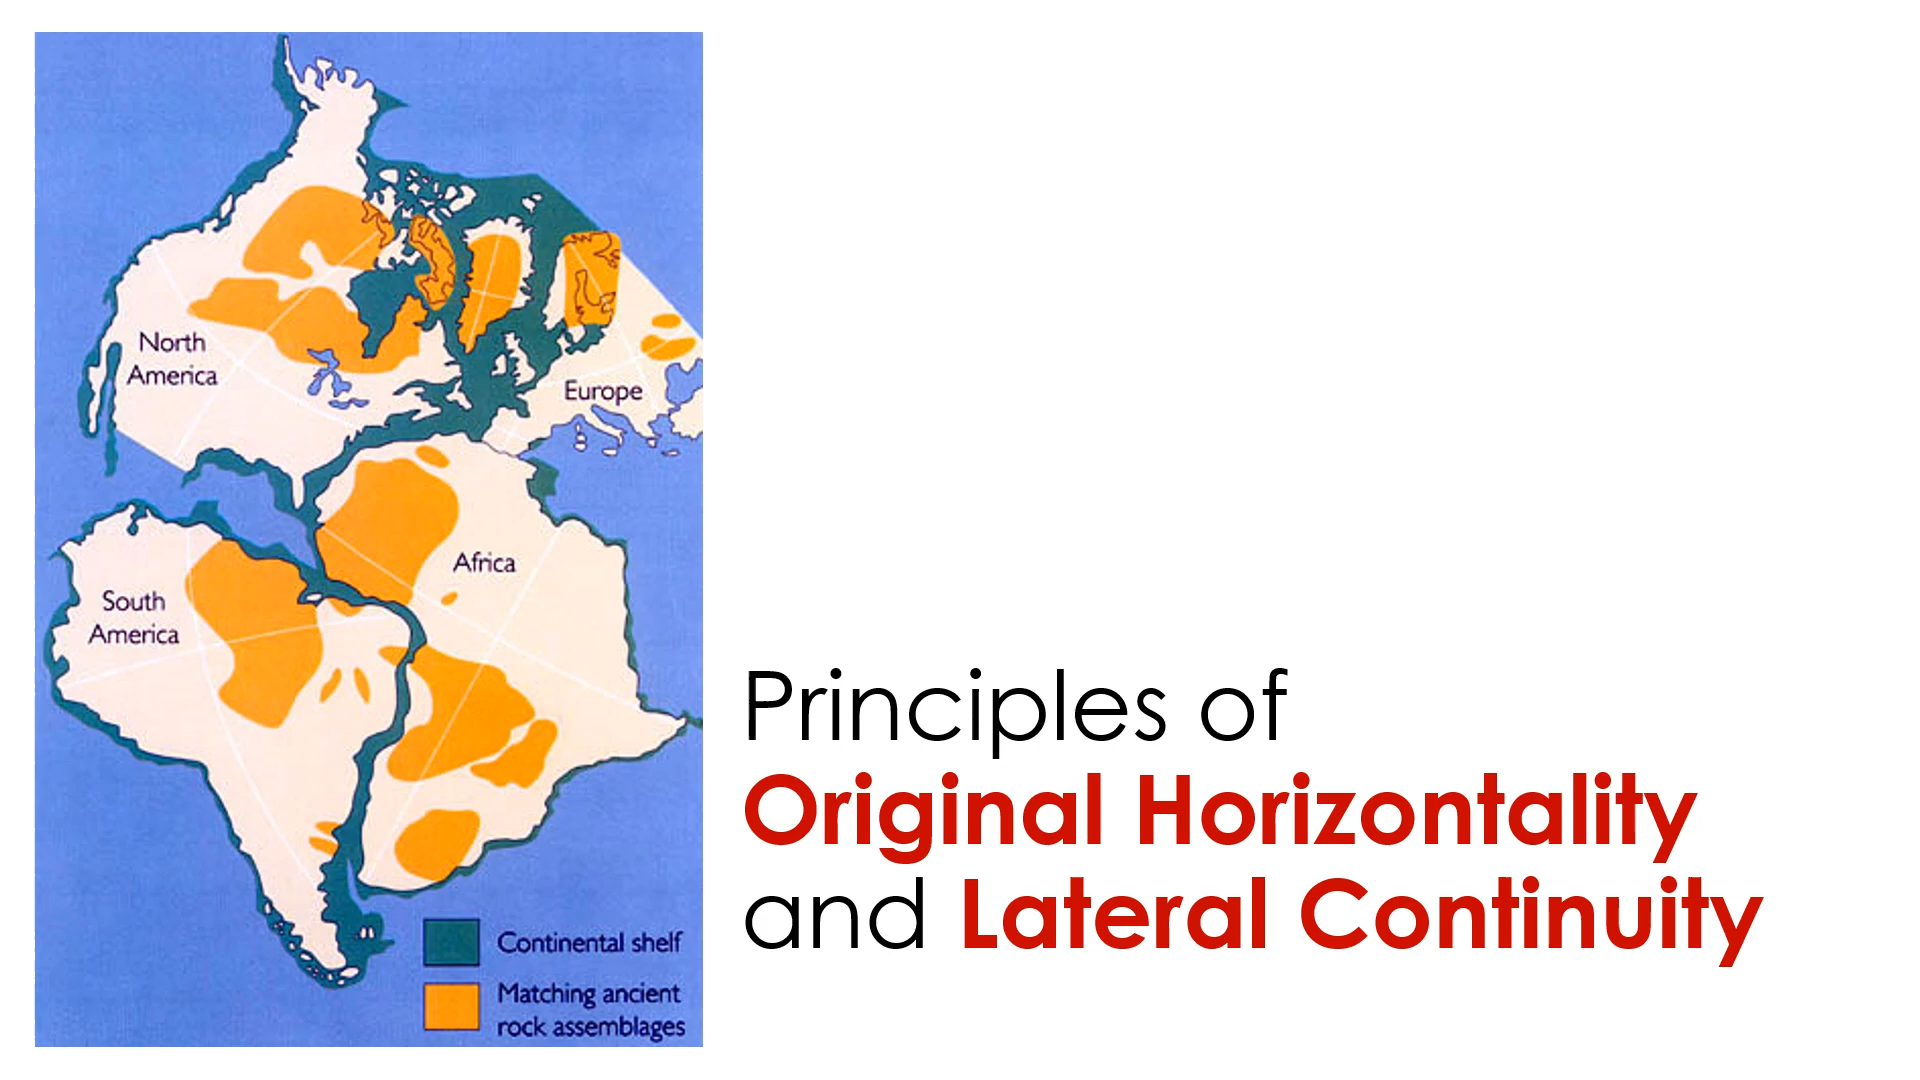 North
America
Europe
Africa
South
America
Continental shelf
Matching ancient
rock assemblages
Principles of
Original Horizontality
and Lateral Continuity